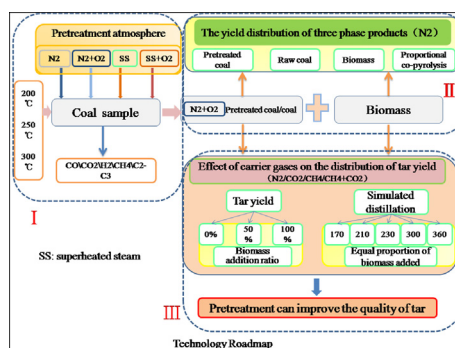 Pretreatment atmosphere
N2
N2+O2
SS
SS+O2
200
℃
250
℃
300
℃
Coal sample
CO\CO2\H2\CH4\C2-
C3
I
SS: superheated steam
The yield distribution of three phase products（N2）
Pretreated
coal
Raw coal
Biomass
Proportional
co-pyrolysis
II
N2+O2
Pretreated coal/coal
Biomass
Effect of carrier gases on the distribution of tar yield
（N2/CO2/CH4/CH4+CO2）
Tar yield
Simulated
distillation
0%
50
%
100
%
170
210
230
300
360
Biomass
addition ratio
Equal proportion of
biomass added
III
Pretreatment can improve the quality of tar
Technology Roadmap